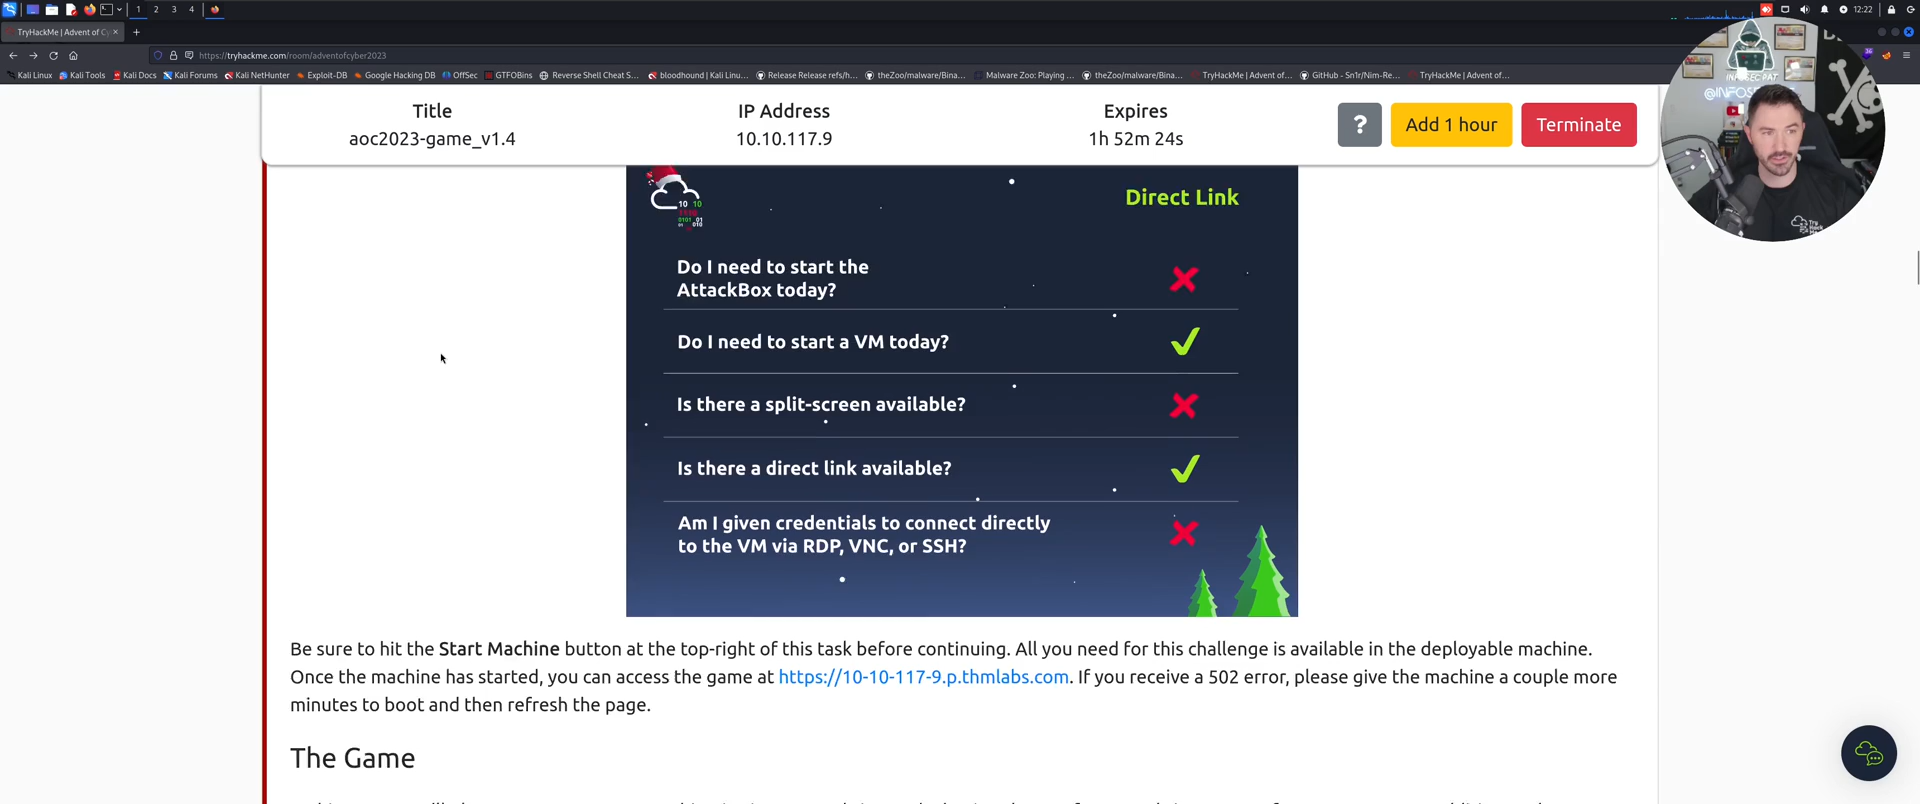 1 2 3 4 12:22
TryHackMe | Advent of Cy
https://tryhackme.com/room/adventofcyber2023
Kali Linux Kali Tools Kali Docs Kali Forums Kali NetHunter Exploit-DB Google Hacking DB OffSec GTFOBins Reverse Shell Cheat S... bloodhound | Kali Linu... Release Release refs/h... theZoo/malware/Bina... Malware Zoo: Playing ... theZoo/malware/Bina... TryHackMe | Advent of... GitHub - Sn1r/Nim-Re... TryHackMe | Advent of...
INFOSEC PAT
Title IP Address Expires
aoc2023-game_v1.4 10.10.117.9 1h 52m 24s
? Add 1 hour Terminate
Direct Link
Do I need to start the
AttackBox today?
Do I need to start a VM today?
Is there a split-screen available?
Is there a direct link available?
Am I given credentials to connect directly
to the VM via RDP, VNC, or SSH?
Be sure to hit the Start Machine button at the top-right of this task before continuing. All you need for this challenge is available in the deployable machine.
Once the machine has started, you can access the game at https://10-10-117-9.p.thmlabs.com. If you receive a 502 error, please give the machine a couple more
minutes to boot and then refresh the page.
The Game